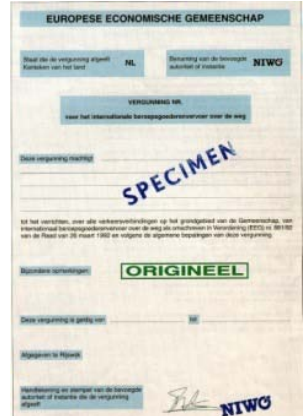 EUROPESE ECONOMISCHE GEMEENSCHAP
Staat die de vergunning afgeeft
Kenteken van het land
NL
Benaming van de bevoegde
autoriteit of instantie
NIWO
VERGUNNING NR.
voor het internationale beroepsgoederenvervoer over de weg
Deze vergunning machtigt
SPECIMEN
tot het verrichten, over alle verkeersverbindingen op het grondgebied van de Gemeenschap, van
internationaal beroepsgoederenvervoer over de weg als omschreven in Verordening (EEG) nr. 881/92
van de Raad van 26 maart 1992 en volgens de algemene bepalingen van deze vergunning.
Bijzondere opmerkingen:
ORIGINEEL
Deze vergunning is geldig van
tot
Afgegeven te Rijswijk
Handtekening en stempel van de bevoegde
autoriteit of instantie die de vergunning
afgeeft
NIWO